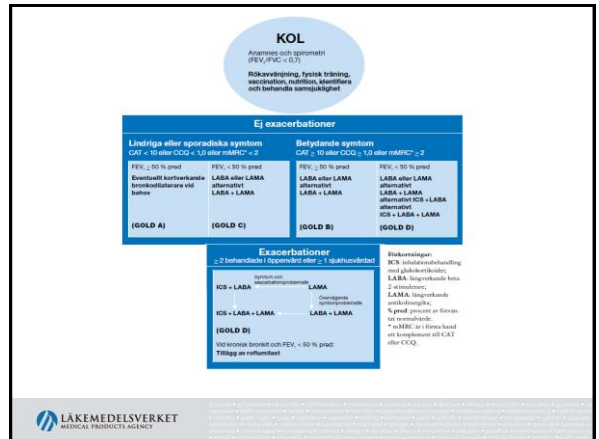 KOL
Anamnes och spirometri
(FEV₁/FVC < 0,7)
Rökavvänjning, fysisk träning,
vaccination, nutrition, identifiera
och behandla samsjuklighet
Ej exacerbationer
Lindriga eller sporadiska symtom
CAT < 10 eller CCQ < 1,0 eller mMRC* < 2
Betydande symtom
CAT ≥ 10 eller CCQ ≥ 1,0 eller mMRC* ≥ 2
FEV₁ ≥ 50 % pred
Eventuellt kortverkande
bronkodilaterare vid
behov
(GOLD A)
FEV₁ < 50 % pred
LABA eller LAMA
alternativt
LABA + LAMA
(GOLD C)
FEV₁ ≥ 50 % pred
LABA eller LAMA
alternativt
LABA + LAMA
(GOLD B)
FEV₁ < 50 % pred
LABA eller LAMA
alternativt
LABA + LAMA
alternativt ICS + LABA
alternativt
ICS + LABA + LAMA
(GOLD D)
Exacerbationer
≥ 2 behandlade i öppenvård eller ≥ 1 sjukhusvårdad
Symtom och
exacerbationsproblematik
ICS + LABA
LAMA
Övervägande
symtomproblematik
ICS + LABA + LAMA
LABA + LAMA
(GOLD D)
Vid kronisk bronkit och FEV₁ < 50 % pred:
Tillägg av roflumilast
Förkortningar:
ICS: inhalationsbehandling
med glukokortikoider;
LABA: långverkande beta-
2-stimulerare;
LAMA: långverkande
antikolinergika;
% pred: procent av förvän-
tat normalvärde.
* mMRC är i första hand
ett komplement till CAT
eller CCQ.
LÄKEMEDELSVERKET
MEDICAL PRODUCTS AGENCY